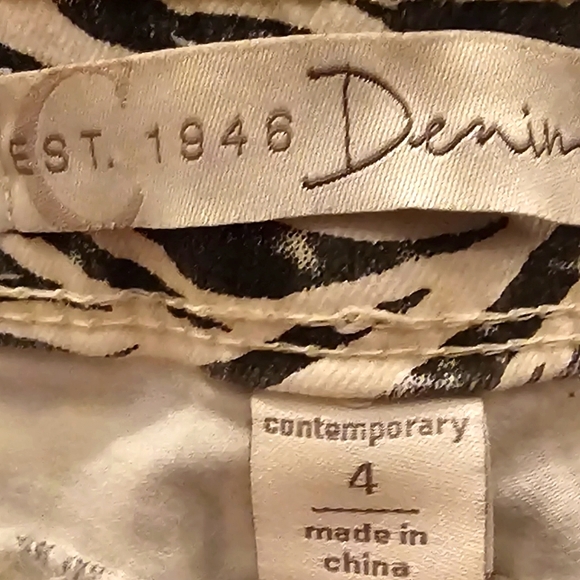 C
EST. 1946 Denim
contemporary
4
made in
china